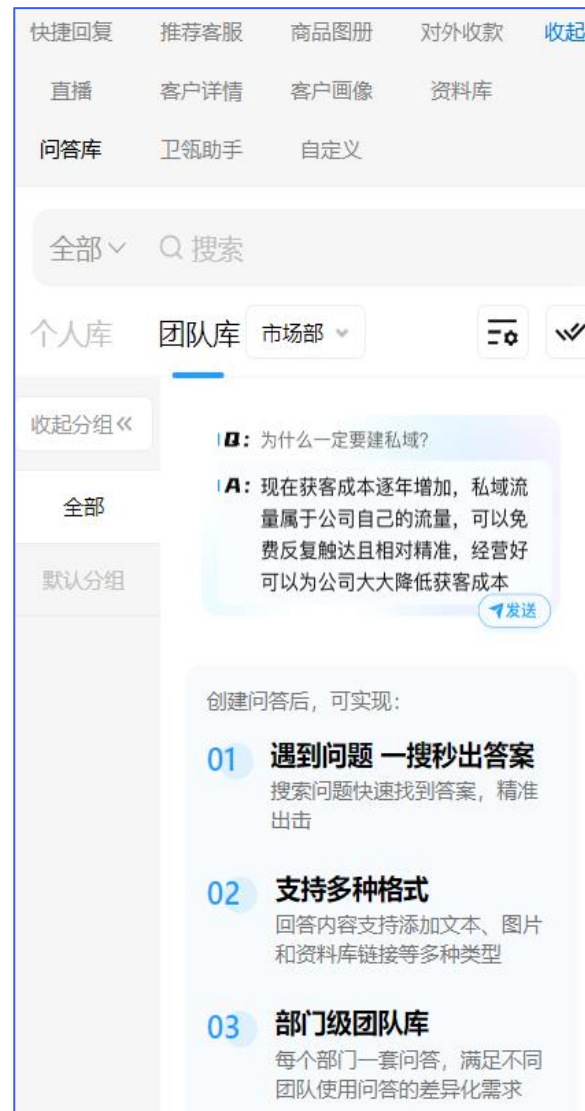 快捷回复 推荐客服 商品图册 对外收款 收起
直播 客户详情 客户画像 资料库
问答库 卫瓴助手 自定义
全部 搜索
个人库 团队库 市场部
收起分组
全部
默认分组
Q: 为什么一定要建私域?
A: 现在获客成本逐年增加，私域流
量属于公司自己的流量，可以免
费反复触达且相对精准，经营好
可以为公司大大降低获客成本
发送
创建问答后，可实现：
01 遇到问题 一搜秒出答案
搜索问题快速找到答案，精准
出击
02 支持多种格式
回答内容支持添加文本、图片
和资料库链接等多种类型
03 部门级团队库
每个部门一套问答，满足不同
团队使用问答的差异化需求